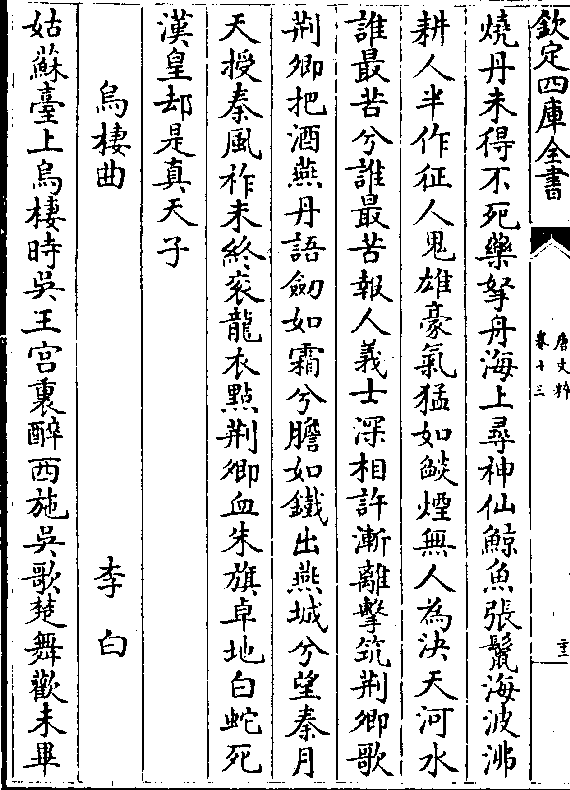 欽定四庫全書
唐文粹
卷十三
燒丹未得不死藥拏丹海上尋神仙鯨魚張鬣海波沸
耕人半作征人鬼雄豪氣猛如燄煙無人為決天河水
誰最苦兮誰最苦報人義士深相許漸離擊筑荆卿歌
荆卿把酒燕丹語劒如霜兮膽如鐵出燕城兮望秦月
天授秦風祚未終衮龍衣點荆卿血朱旗卓地白蛇死
漢皇却是真天子
烏棲曲　李白
姑蘇臺上烏棲時吳王宮裏醉西施吳歌楚舞歡未畢